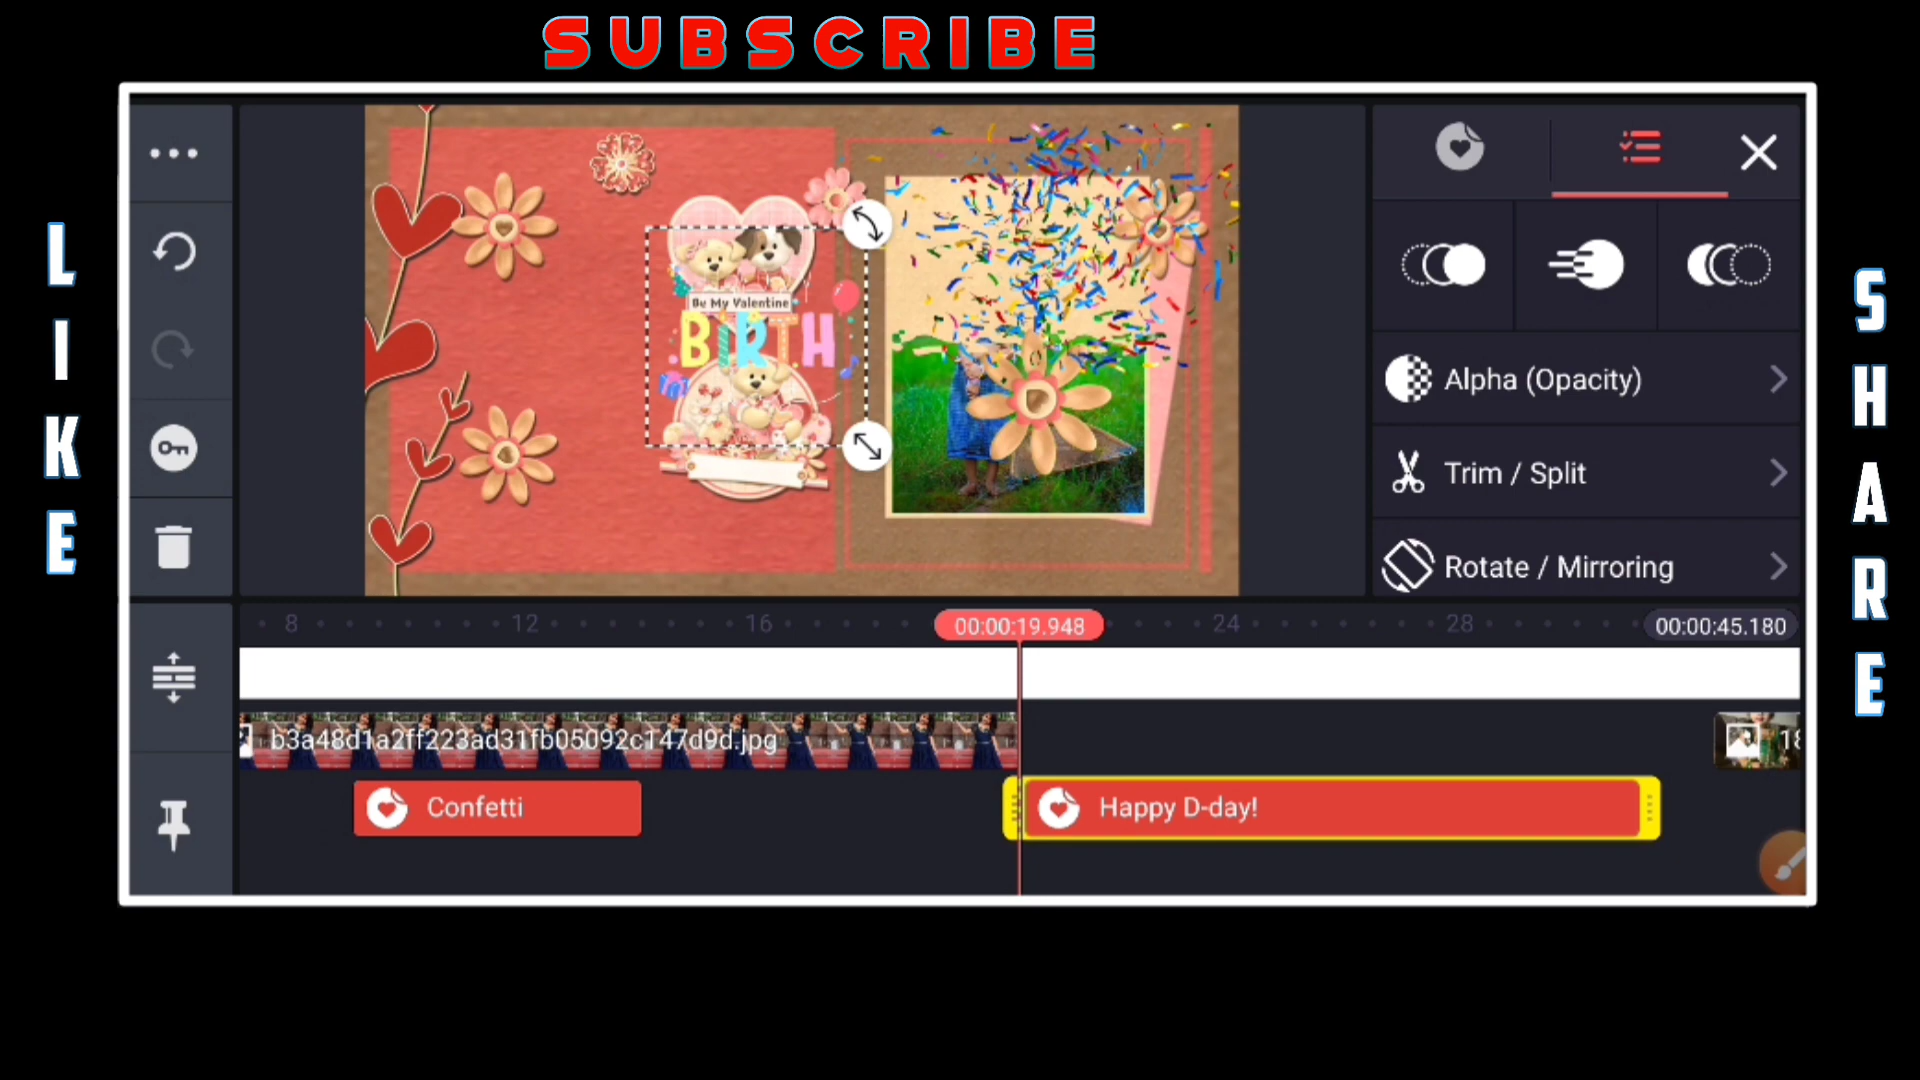 SUBSCRIBE
LIKE
SHARE
Be My Valentine
BIRTH
Alpha (Opacity)
Trim / Split
Rotate / Mirroring
8 12 16 00:00:19.948 24 28 00:00:45.180
b3a48d1a2ff223ad31fb05092c147d9d.jpg
18
Confetti
Happy D-day!